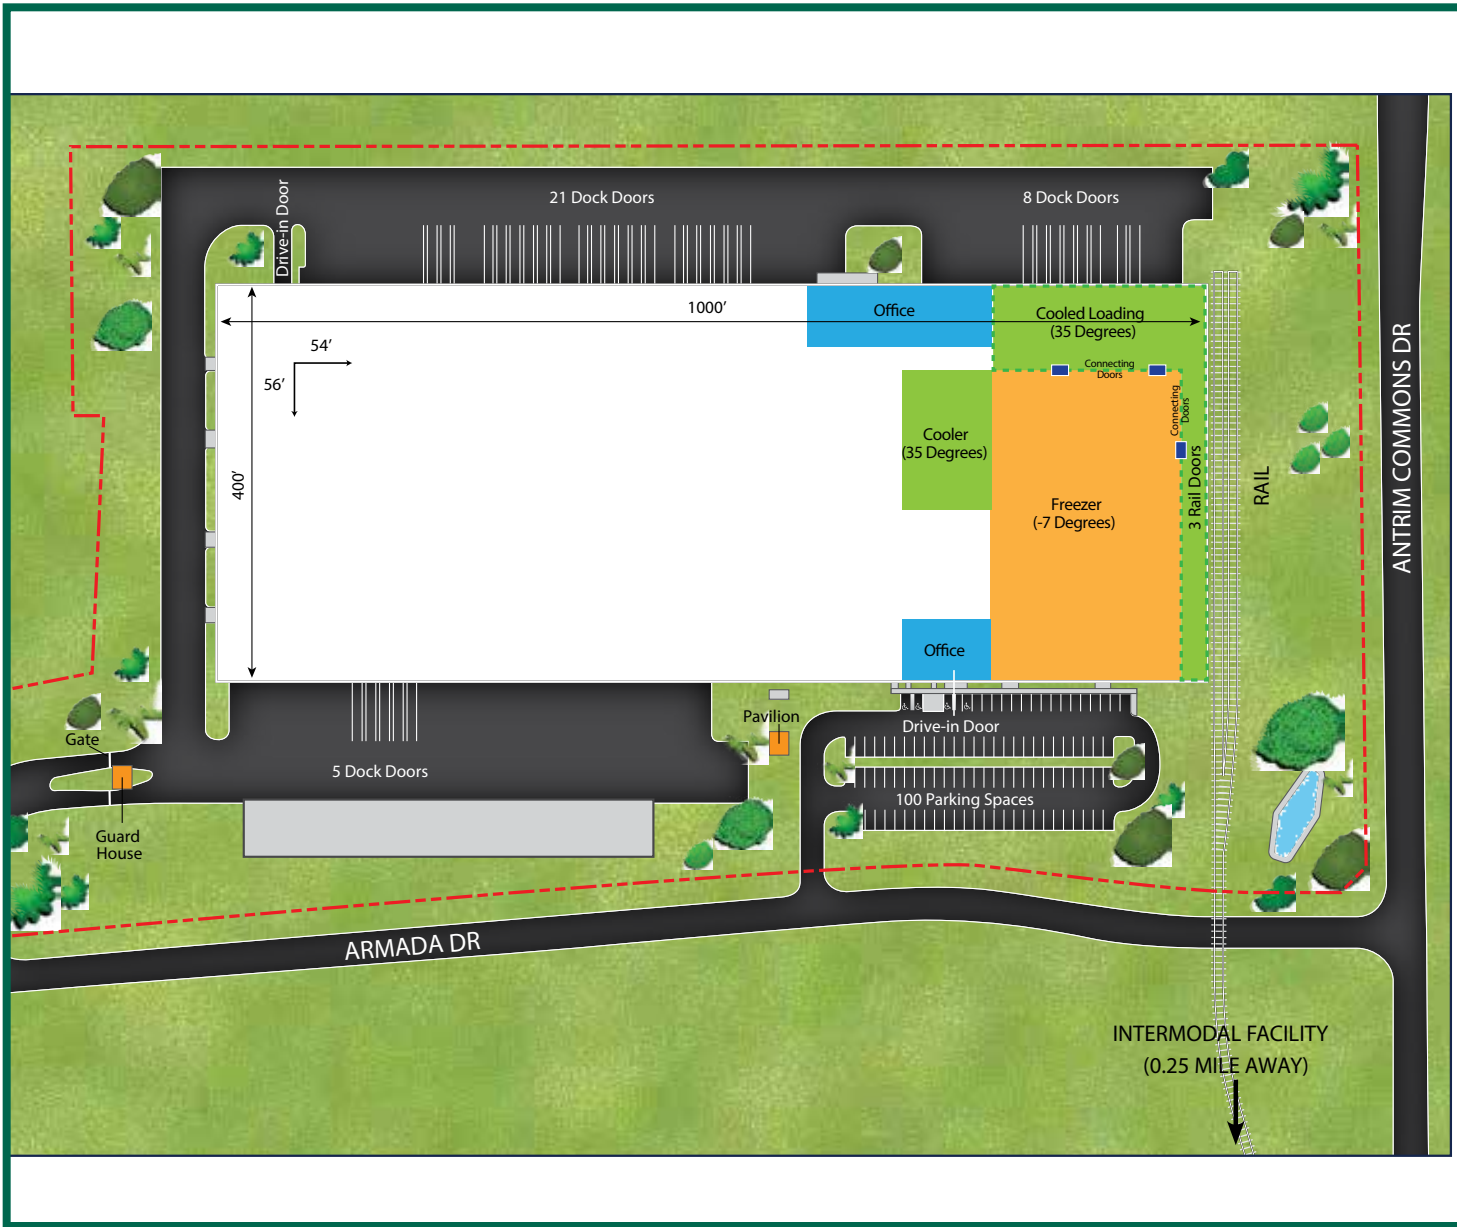 21 Dock Doors
8 Dock Doors
Drive-in Door
1000'
Office
Cooled Loading
(35 Degrees)
54'
56'
Connecting
Doors
Connecting
Doors
400'
Cooler
(35 Degrees)
Freezer
(-7 Degrees)
3 Rail Doors
RAIL
ANTRIM COMMONS DR
Office
Pavilion
Drive-in Door
Gate
5 Dock Doors
100 Parking Spaces
Guard
House
ARMADA DR
INTERMODAL FACILITY
(0.25 MILE AWAY)